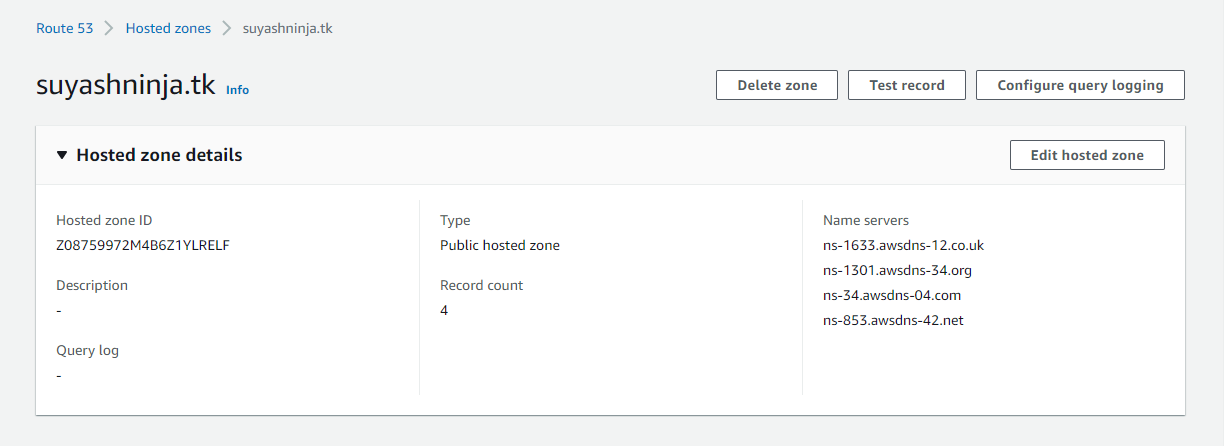 Route 53 > Hosted zones > suyashninja.tk
suyashninja.tk Info
Delete zone
Test record
Configure query logging
Hosted zone details
Edit hosted zone
Hosted zone ID
Z08759972M4B6Z1YLRELF
Description
-
Query log
-
Type
Public hosted zone
Record count
4
Name servers
ns-1633.awsdns-12.co.uk
ns-1301.awsdns-34.org
ns-34.awsdns-04.com
ns-853.awsdns-42.net